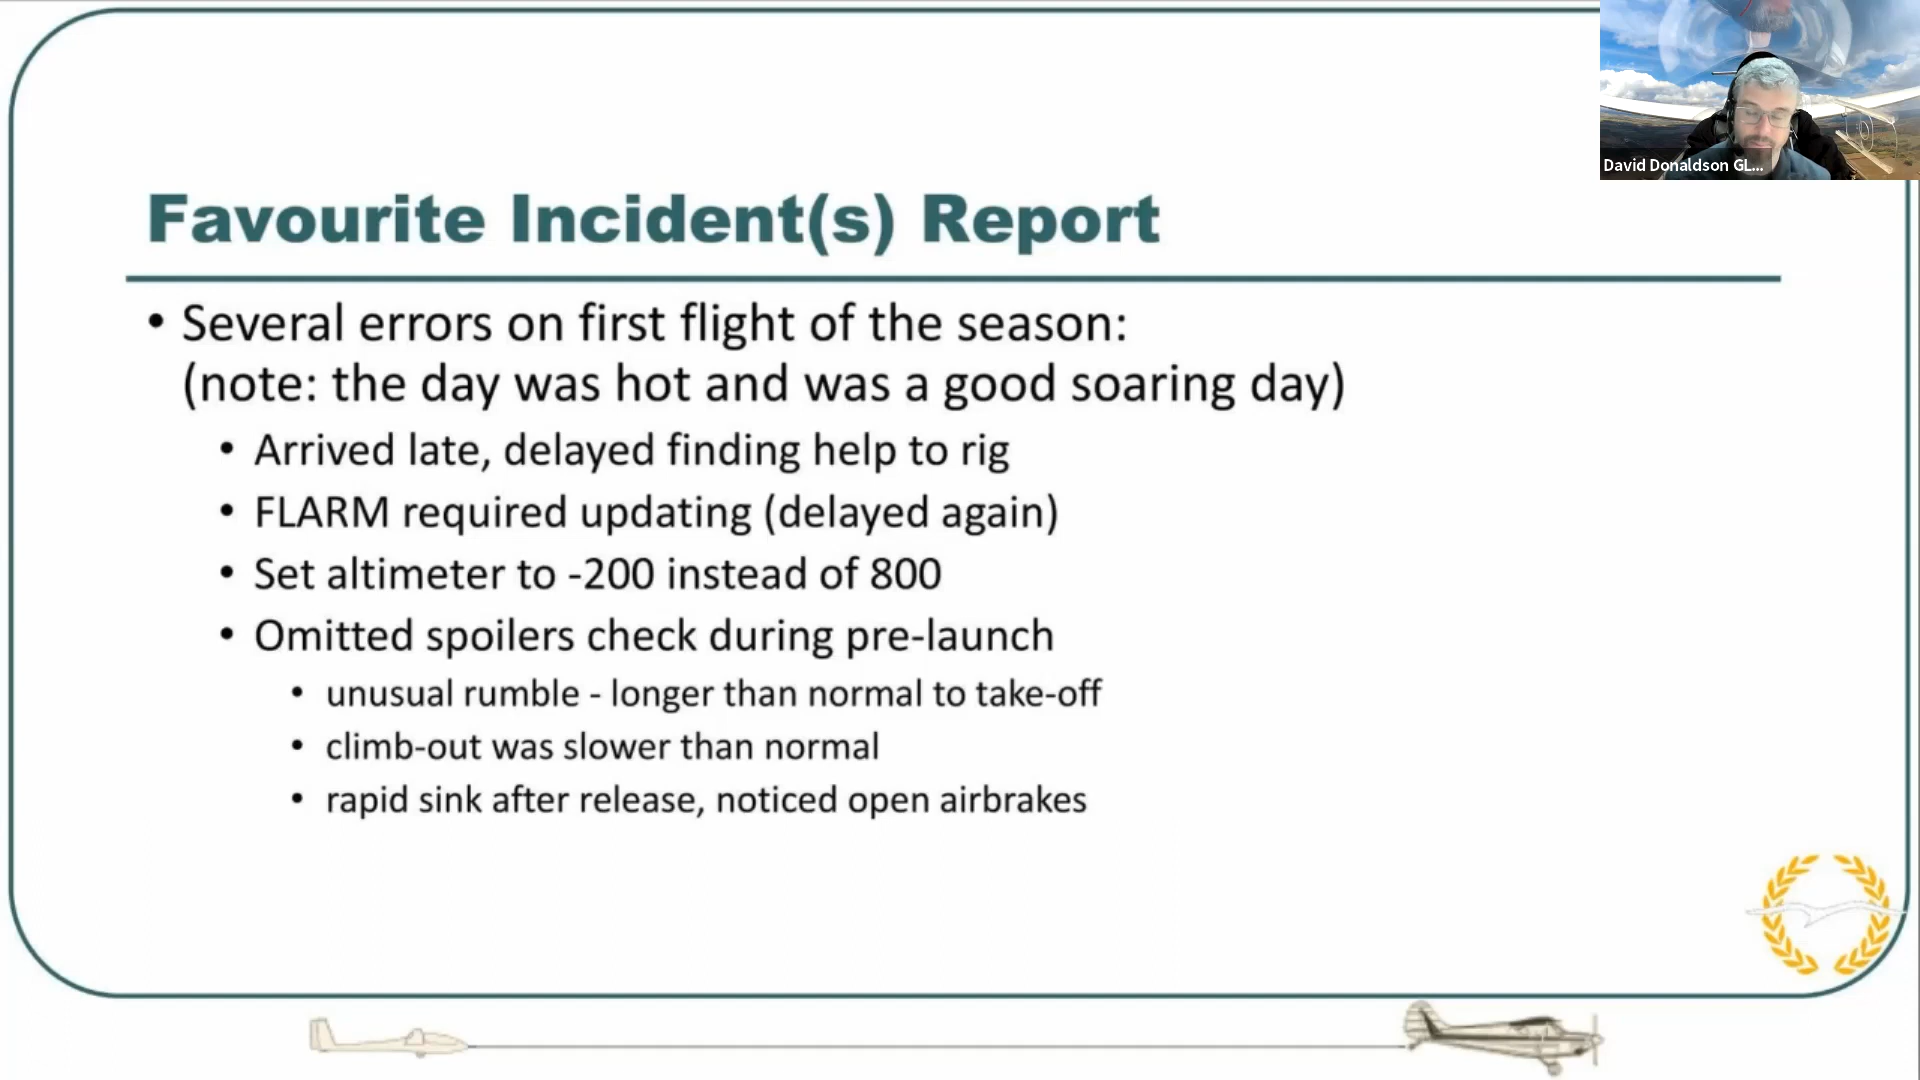 David Donaldson GL...
Favourite Incident(s) Report
• Several errors on first flight of the season:
(note: the day was hot and was a good soaring day)
• Arrived late, delayed finding help to rig
• FLARM required updating (delayed again)
• Set altimeter to -200 instead of 800
• Omitted spoilers check during pre-launch
• unusual rumble - longer than normal to take-off
• climb-out was slower than normal
• rapid sink after release, noticed open airbrakes